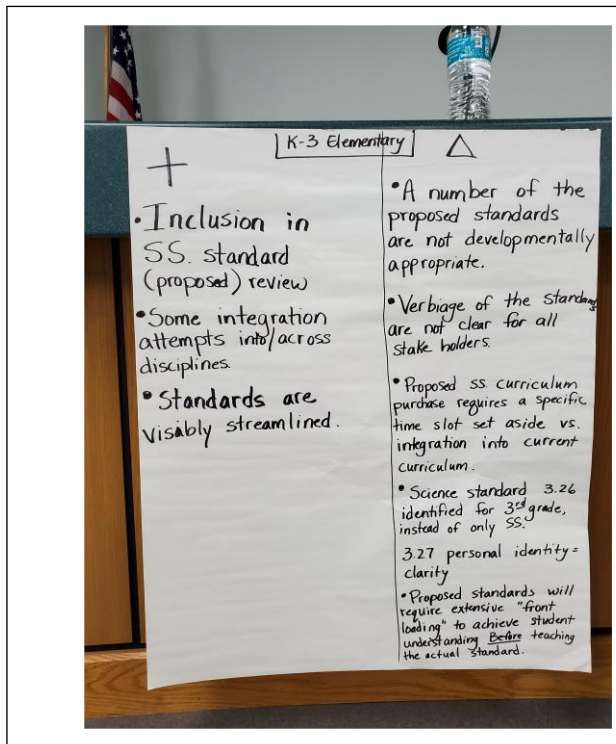 K-3 Elementary
+
• Inclusion in
SS. standard
(proposed) review
• Some integration
attempts into/across
disciplines.
• Standards are
visably streamlined.
△
• A number of the
proposed standards
are not developmentally
appropriate.
• Verbiage of the standards
are not clear for all
stake holders.
• Proposed ss. curriculum
purchase requires a specific
time slot set aside vs.
integration into current
curriculum.
• Science standard 3.26
identified for 3rd grade,
instead of only SS.
3.27 personal identity =
clarity
• Proposed standards will
require extensive "front
loading" to achieve student
understanding Before teaching
the actual standard.